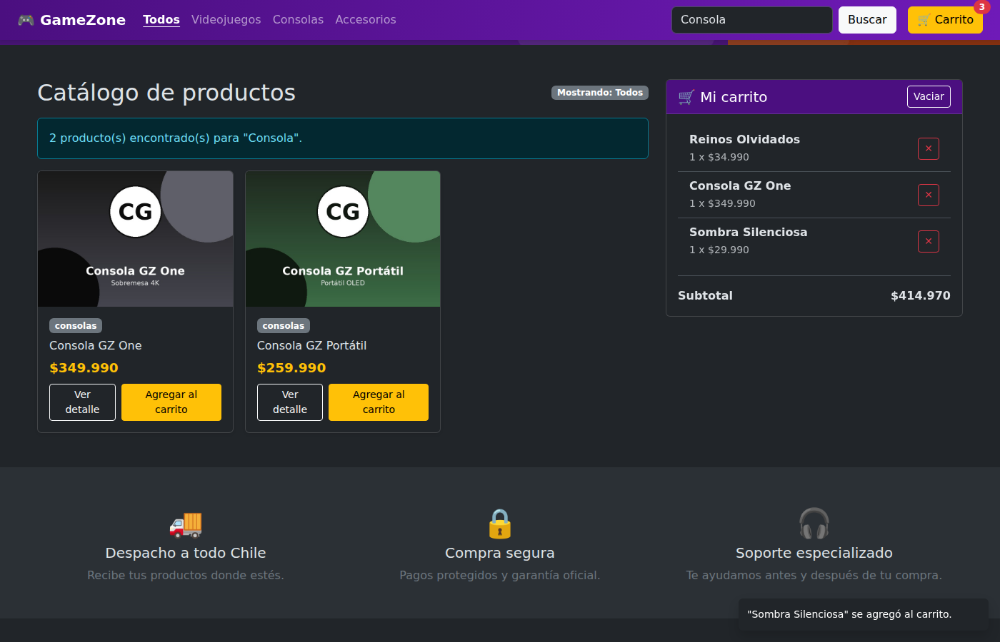 🎮 GameZone Todos Videojuegos Consolas Accesorios Consola Buscar 🛒 Carrito 3
Catálogo de productos
Mostrando: Todos
2 producto(s) encontrado(s) para "Consola".
CG
Consola GZ One
Sobremesa 4K
consolas
Consola GZ One
$349.990
Ver detalle
Agregar al carrito
CG
Consola GZ Portátil
Portátil OLED
consolas
Consola GZ Portátil
$259.990
Ver detalle
Agregar al carrito
🛒 Mi carrito
Vaciar
Reinos Olvidados
1 x $34.990
✕
Consola GZ One
1 x $349.990
✕
Sombra Silenciosa
1 x $29.990
✕
Subtotal $414.970
Despacho a todo Chile
Recibe tus productos donde estés.
Compra segura
Pagos protegidos y garantía oficial.
Soporte especializado
Te ayudamos antes y después de tu compra.
"Sombra Silenciosa" se agregó al carrito.